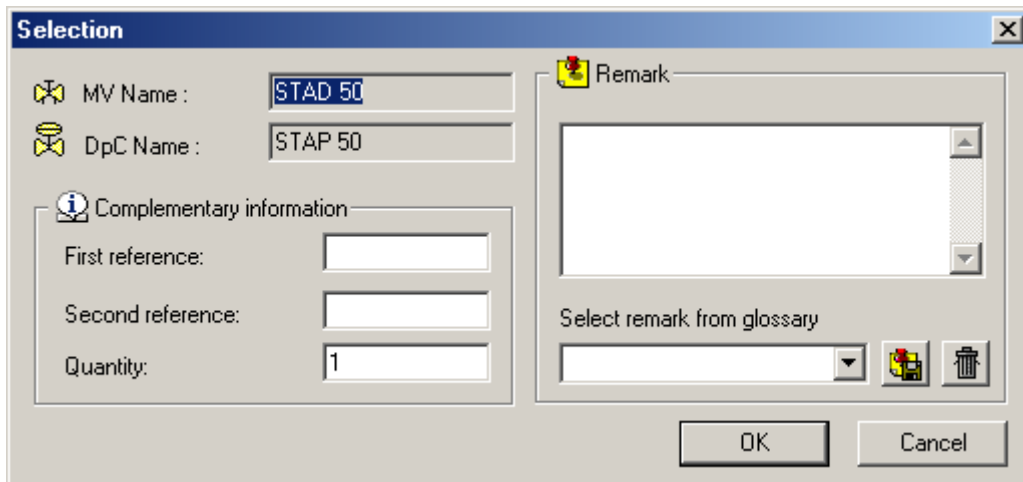 Selection
MV Name :
STAD 50
DpC Name :
STAP 50
Complementary information
First reference:
Second reference:
Quantity:
1
Remark
Select remark from glossary
OK
Cancel